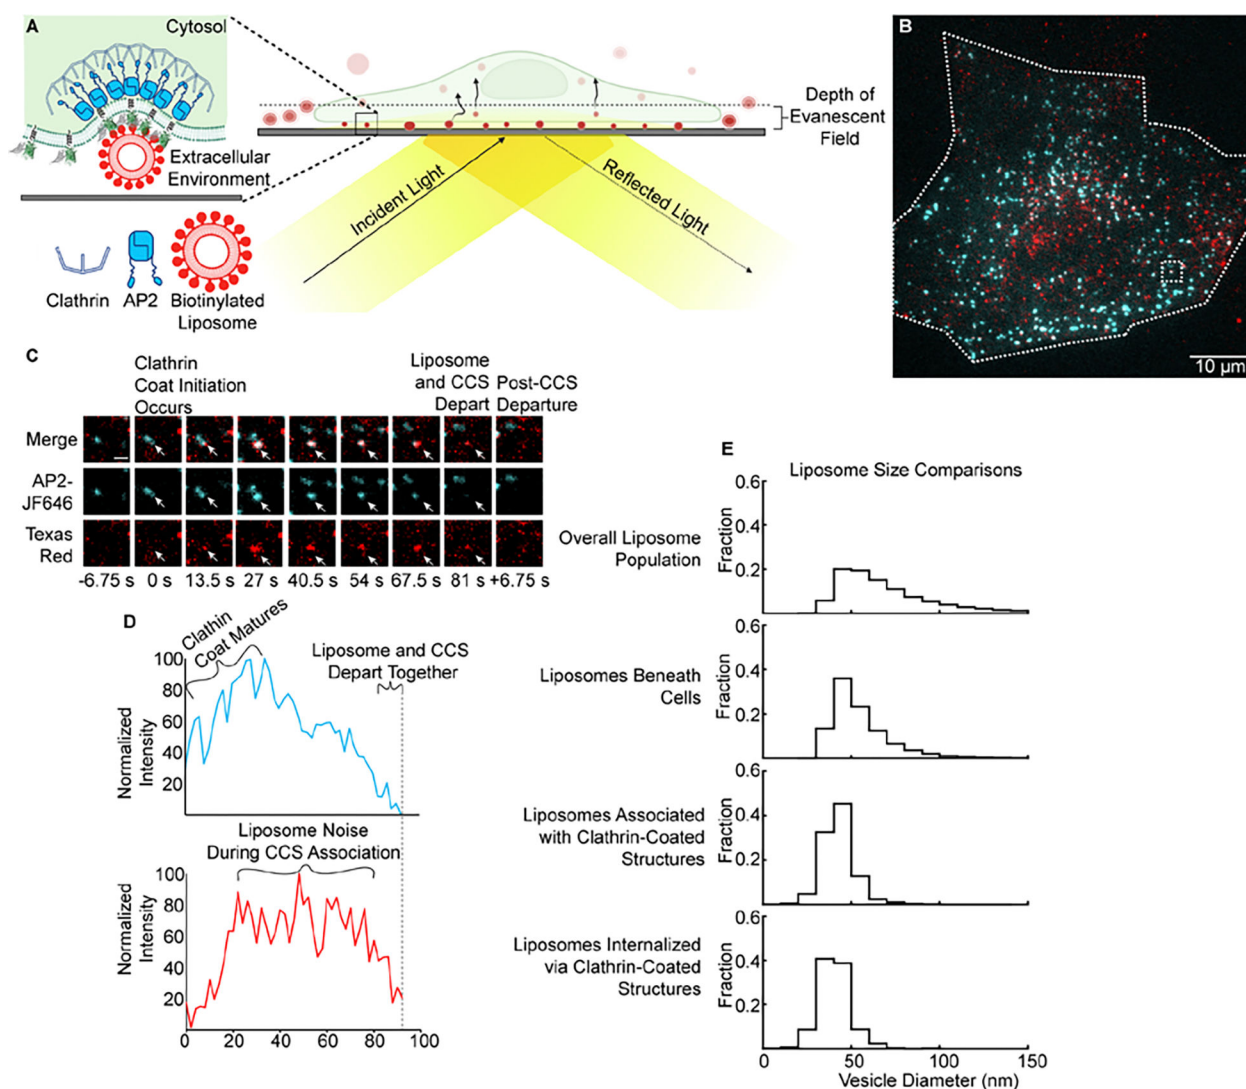 A
Cytosol
Extracellular
Environment
Clathrin
AP2
Biotinylated
Liposome
Incident Light
Reflected Light
Depth of
Evanescent
Field
B
10 µm
C
Clathrin
Coat Initiation
Occurs
Liposome
and CCS
Depart
Post-CCS
Departure
Merge
AP2-
JF646
Texas
Red
-6.75 s 0 s 13.5 s 27 s 40.5 s 54 s 67.5 s 81 s +6.75 s
D
Clathin
Coat Matures
Liposome and CCS
Depart Together
Normalized
Intensity
100
80
60
40
20
Liposome Noise
During CCS Association
Normalized
Intensity
100
80
60
40
20
0 20 40 60 80 100
E
Liposome Size Comparisons
Overall Liposome
Population
Fraction
0.6
0.4
0.2
Liposomes Beneath
Cells
Fraction
0.6
0.4
0.2
Liposomes Associated
with Clathrin-Coated
Structures
Fraction
0.6
0.4
0.2
Liposomes Internalized
via Clathrin-Coated
Structures
Fraction
0.6
0.4
0.2
0 50 100 150
Vesicle Diameter (nm)